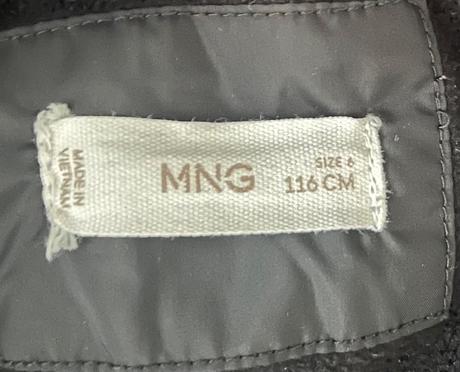 MADE IN
VIETNAM
MNG
SIZE 6
116 CM